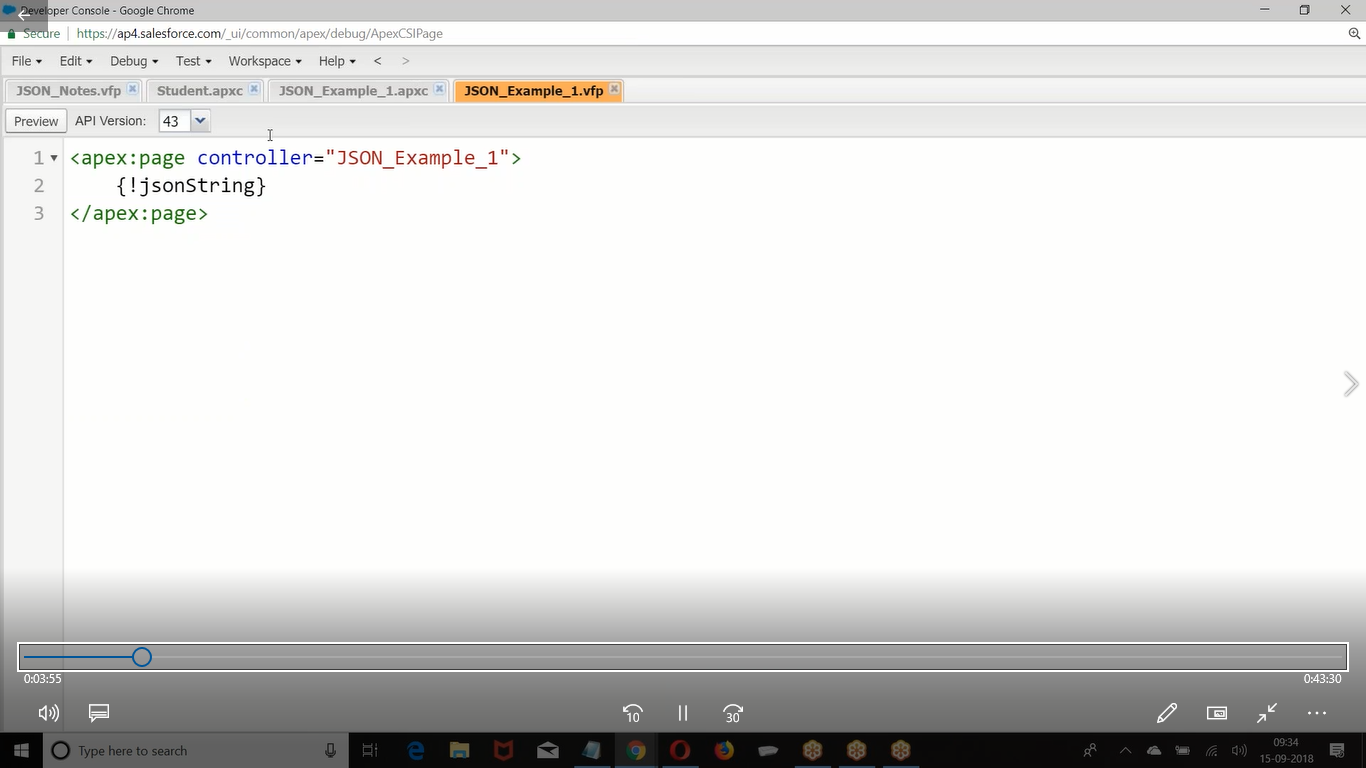 Developer Console - Google Chrome
Secure https://ap4.salesforce.com/_ui/common/apex/debug/ApexCSIPage
File Edit Debug Test Workspace Help < >
JSON_Notes.vfp Student.apxc JSON_Example_1.apxc JSON_Example_1.vfp
Preview API Version: 43
1 <apex:page controller="JSON_Example_1">
2 {!jsonString}
3 </apex:page>
0:03:55 0:43:30
10 30
Type here to search
09:34
15-09-2018